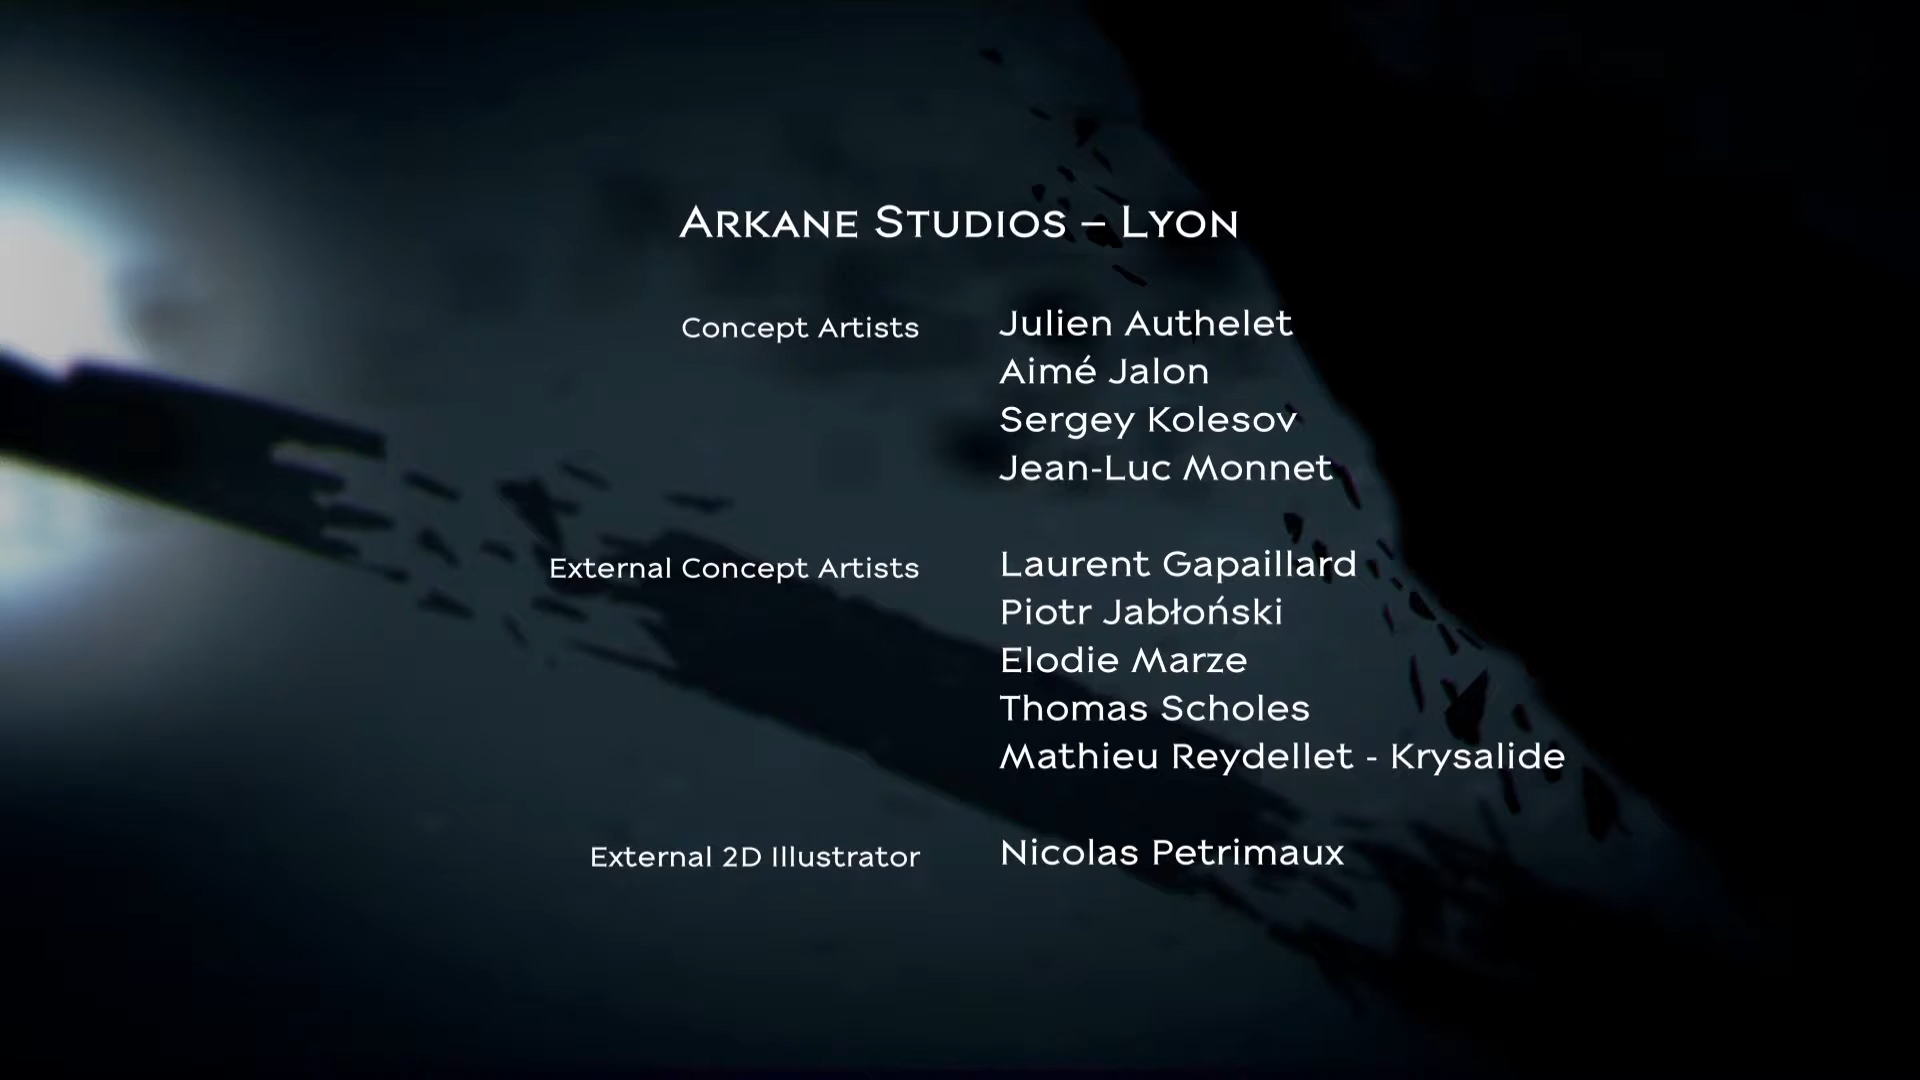 Arkane Studios – Lyon
Concept Artists Julien Authelet
Aimé Jalon
Sergey Kolesov
Jean-Luc Monnet
External Concept Artists Laurent Gapaillard
Piotr Jabłoński
Elodie Marze
Thomas Scholes
Mathieu Reydellet - Krysalide
External 2D Illustrator Nicolas Petrimaux